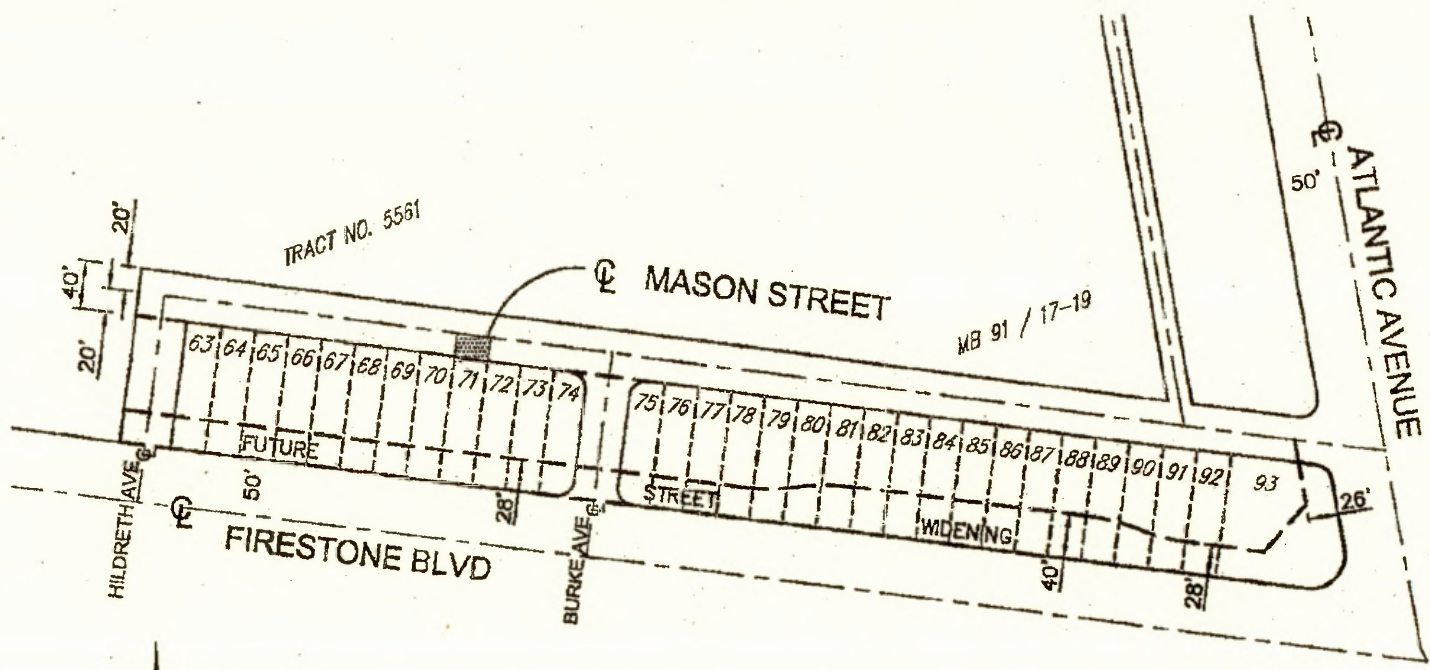 20'
40'
20'
TRACT NO. 5561
℄ MASON STREET
MB 91 / 17-19
℄ ATLANTIC AVENUE
50'
63 64 65 66 67 68 69 70 71 72 73 74
75 76 77 78 79 80 81 82 83 84 85 86 87 88 89 90 91 92 93
FUTURE
STREET
WIDENING
26'
50'
28'
40'
28'
HILDRETH AVE ℄
℄ FIRESTONE BLVD
BURKE AVE ℄